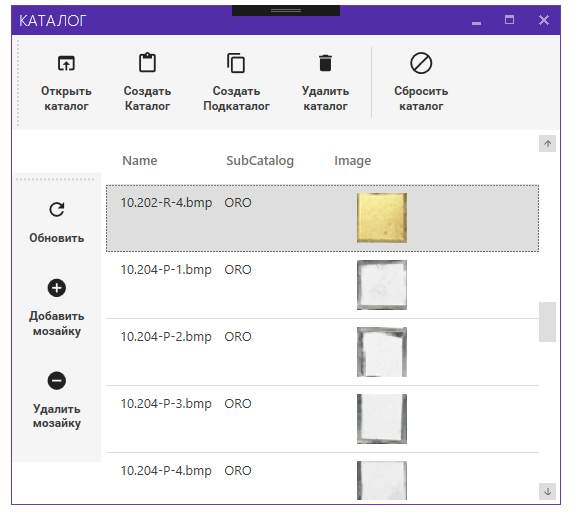 КАТАЛОГ
Открыть каталог
Создать Каталог
Создать Подкаталог
Удалить каталог
Сбросить каталог
Name SubCatalog Image
Обновить
Добавить мозайку
Удалить мозайку
10.202-R-4.bmp ORO
10.204-P-1.bmp ORO
10.204-P-2.bmp ORO
10.204-P-3.bmp ORO
10.204-P-4.bmp ORO